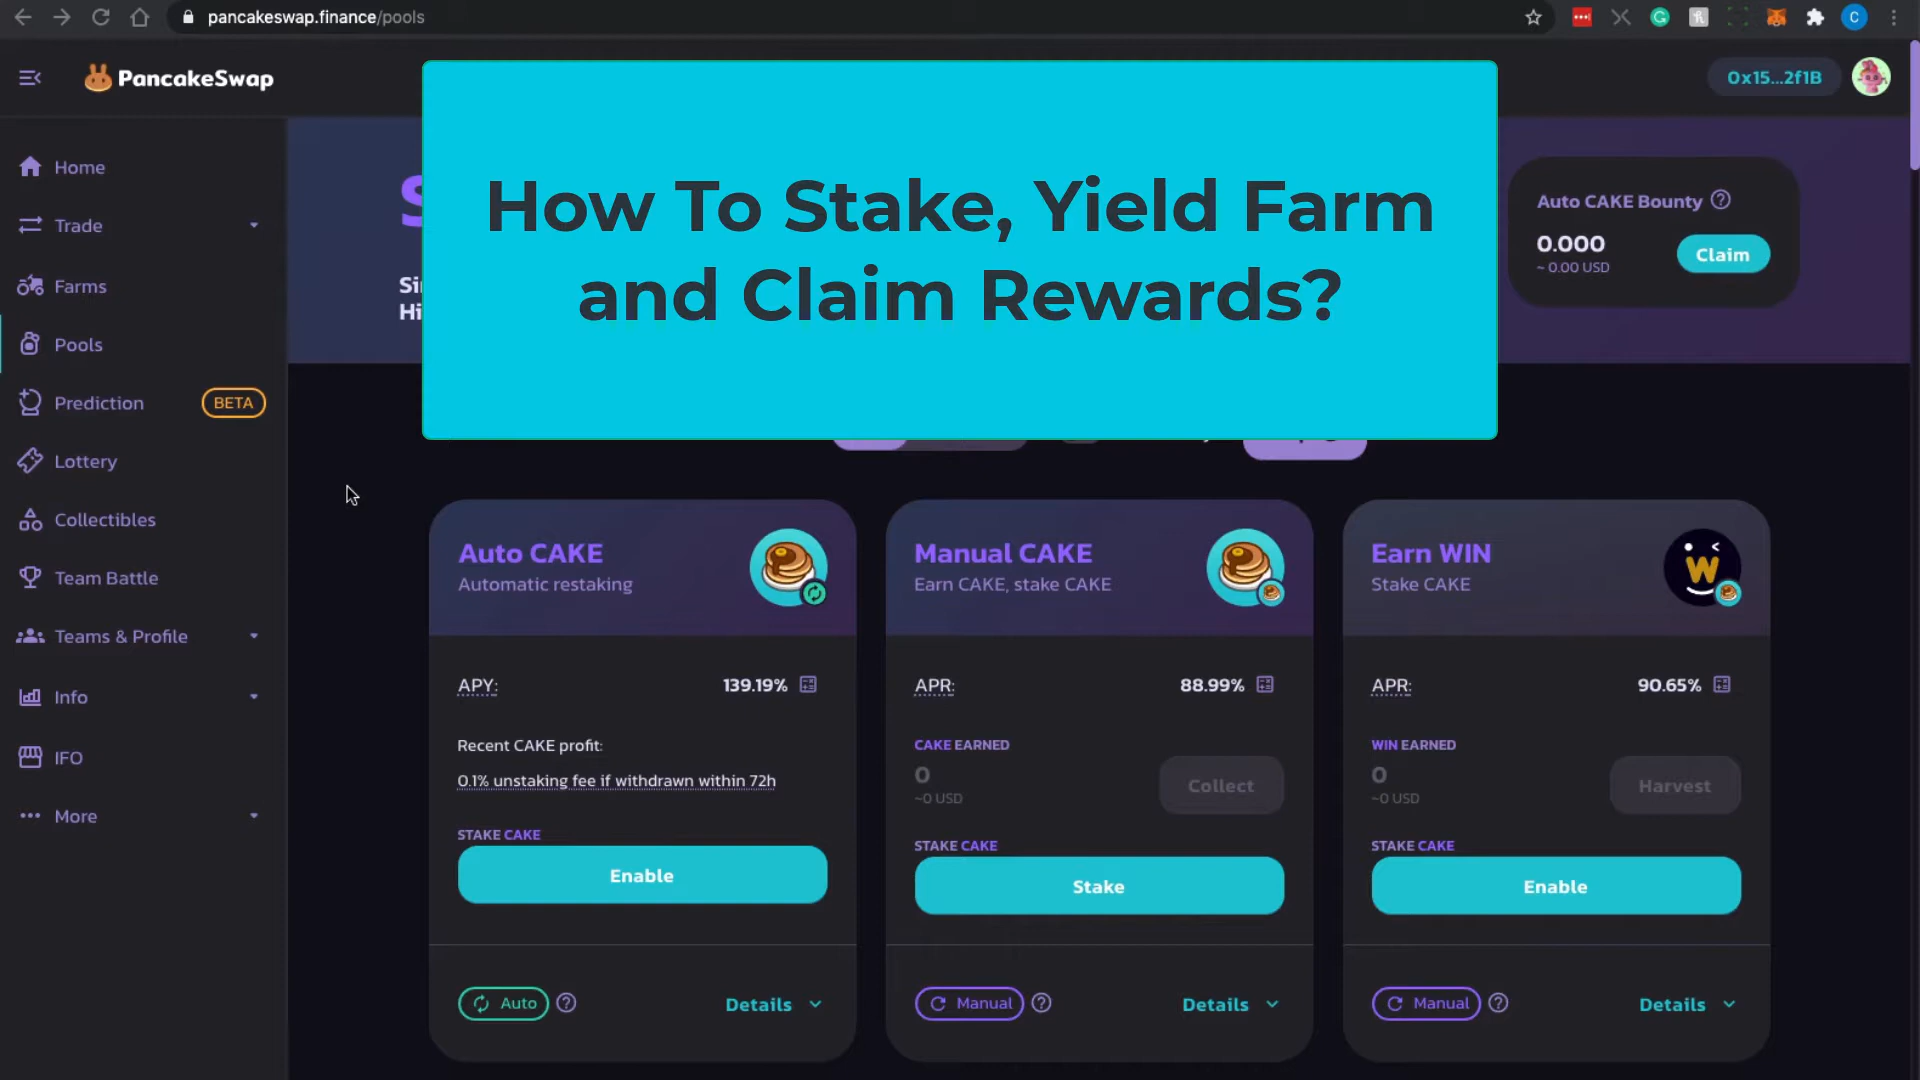 pancakeswap.finance/pools
C
PancakeSwap
0x15...2f1B
How To Stake, Yield Farm
and Claim Rewards?
Auto CAKE Bounty
0.000
~ 0.00 USD
Claim
Home
Trade
Farms
Pools
Prediction
BETA
Lottery
Collectibles
Team Battle
Teams & Profile
Info
IFO
More
Auto CAKE
Automatic restaking
APY:
139.19%
Recent CAKE profit:
0.1% unstaking fee if withdrawn within 72h
STAKE CAKE
Enable
Auto
Details
Manual CAKE
Earn CAKE, stake CAKE
APR:
88.99%
CAKE EARNED
0
~0 USD
Collect
STAKE CAKE
Stake
Manual
Details
Earn WIN
Stake CAKE
W
APR:
90.65%
WIN EARNED
0
~0 USD
Harvest
STAKE CAKE
Enable
Manual
Details